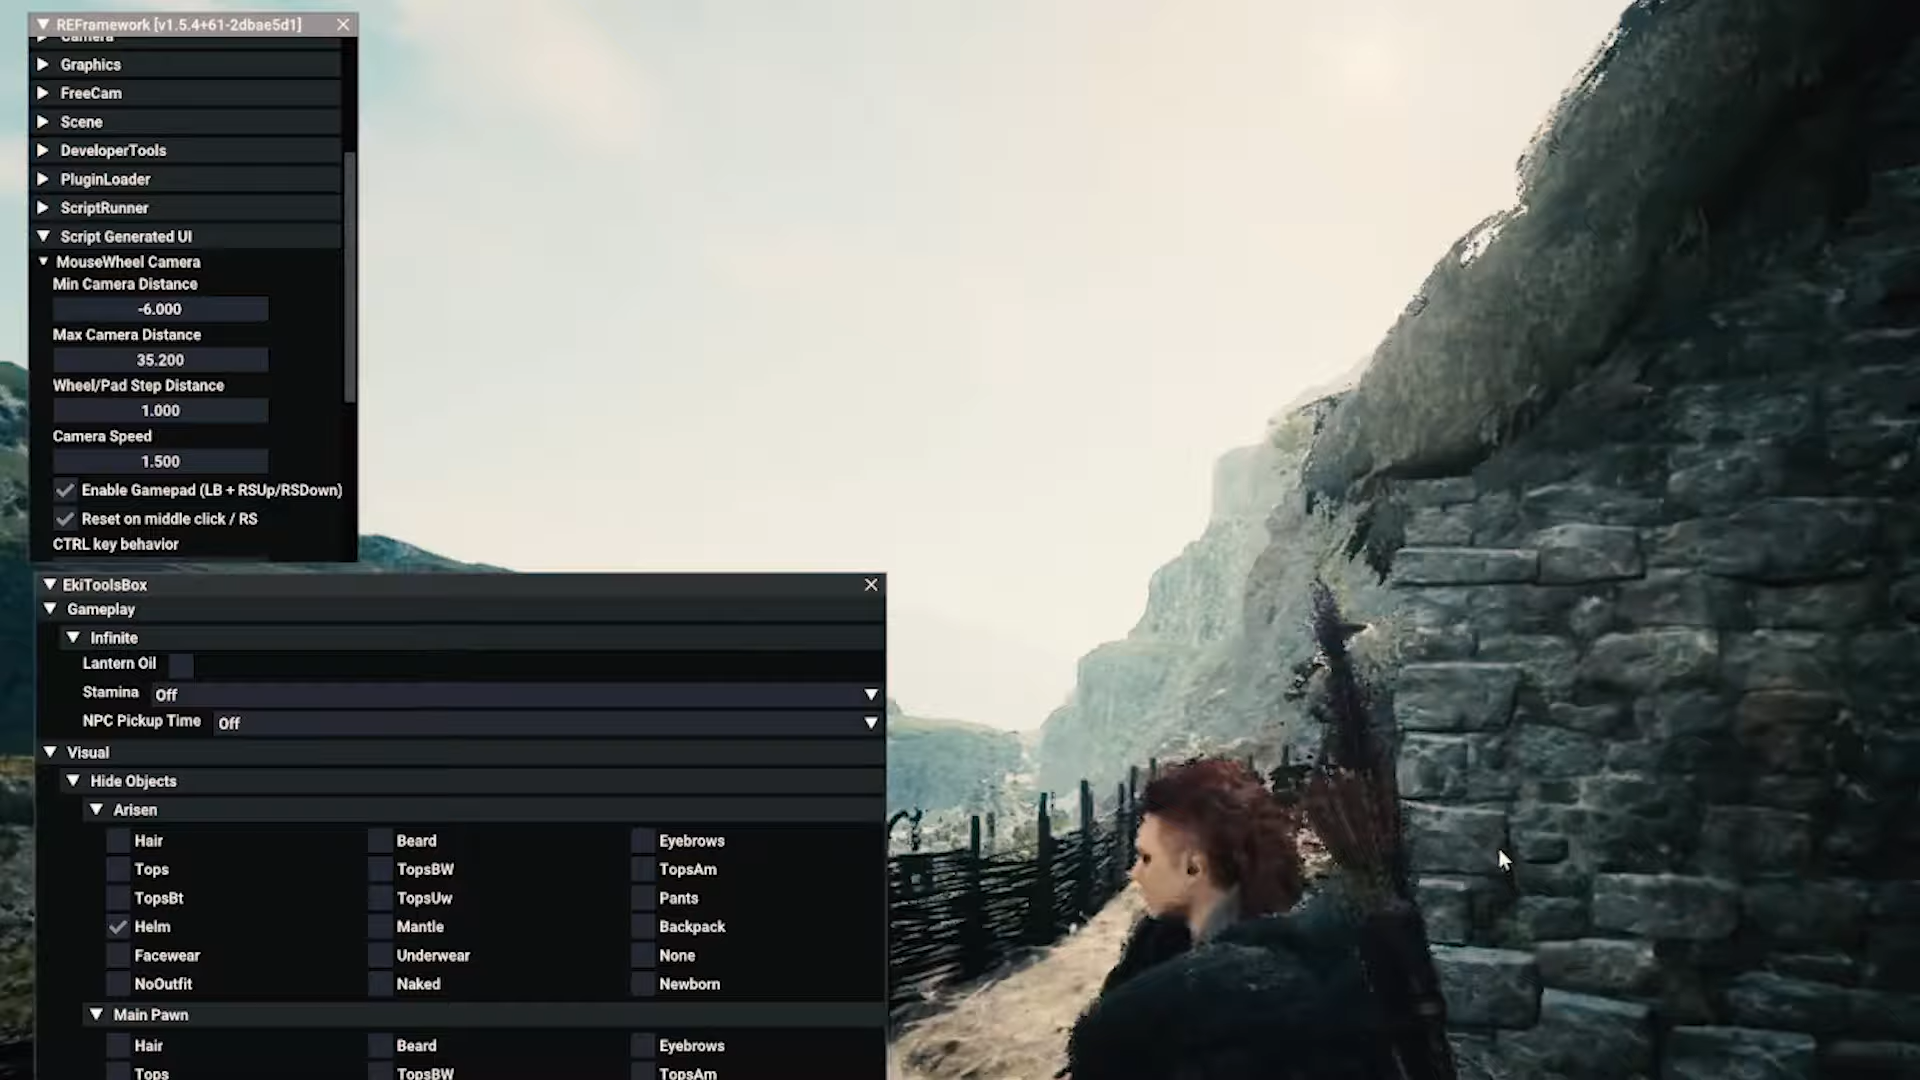 REFramework [v1.5.4+61-2dbae5d1]
Camera
Graphics
FreeCam
Scene
DeveloperTools
PluginLoader
ScriptRunner
Script Generated UI
MouseWheel Camera
Min Camera Distance
-6.000
Max Camera Distance
35.200
Wheel/Pad Step Distance
1.000
Camera Speed
1.500
Enable Gamepad (LB + RSUp/RSDown)
Reset on middle click / RS
CTRL key behavior
EkiToolsBox
Gameplay
Infinite
Lantern Oil
Stamina Off
NPC Pickup Time Off
Visual
Hide Objects
Arisen
Hair Beard Eyebrows
Tops TopsBW TopsAm
TopsBt TopsUw Pants
Helm Mantle Backpack
Facewear Underwear None
NoOutfit Naked Newborn
Main Pawn
Hair Beard Eyebrows
Tops TopsBW TopsAm